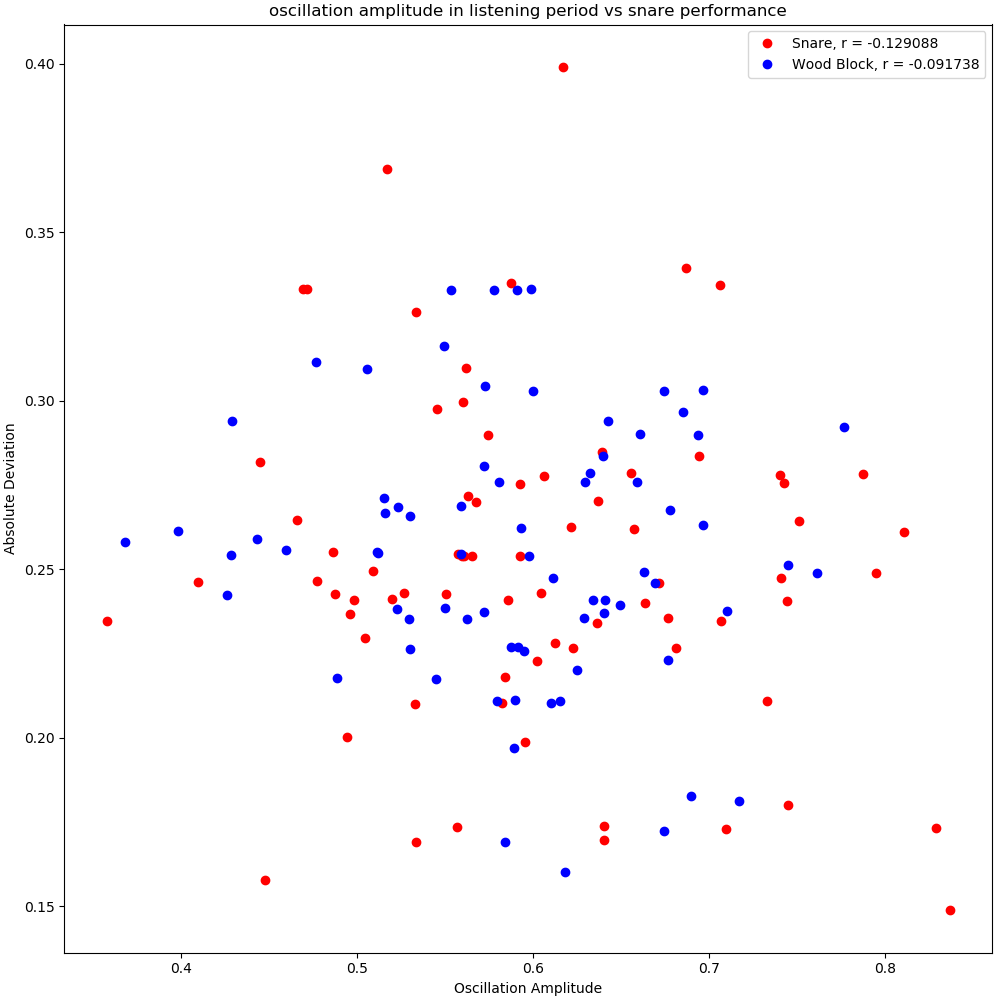 oscillation amplitude in listening period vs snare performance
Snare, r = -0.129088
Wood Block, r = -0.091738
0.40
0.35
0.30
0.25
0.20
0.15
Absolute Deviation
0.4 0.5 0.6 0.7 0.8
Oscillation Amplitude